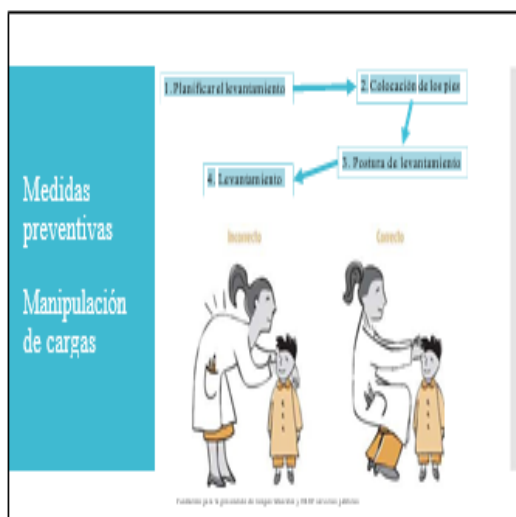 Medidas
preventivas
Manipulación
de cargas
1. Planificar el levantamiento
2. Colocación de los pies
3. Postura de levantamiento
4. Levantamiento
Incorrecto
Correcto